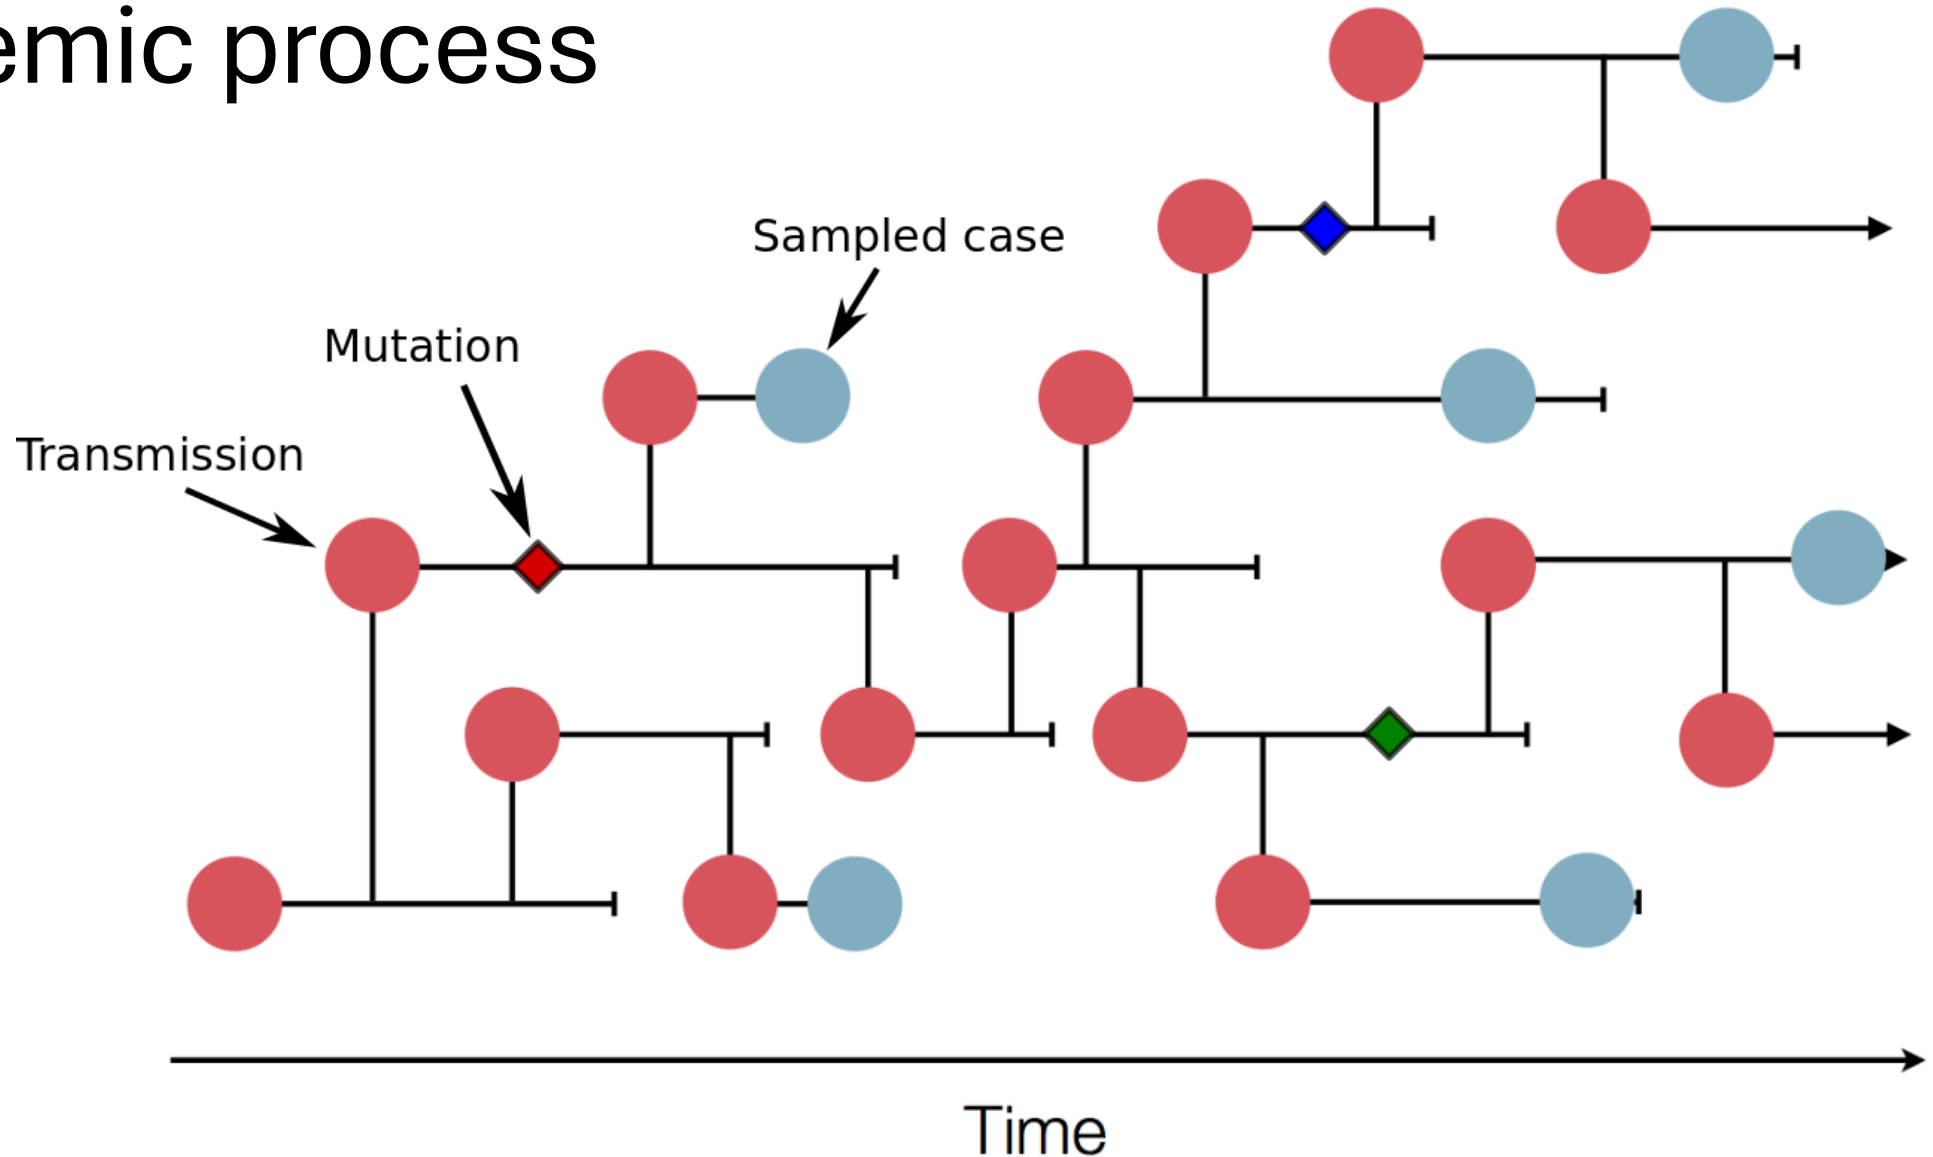 emic process
Sampled case
Mutation
Transmission
Time